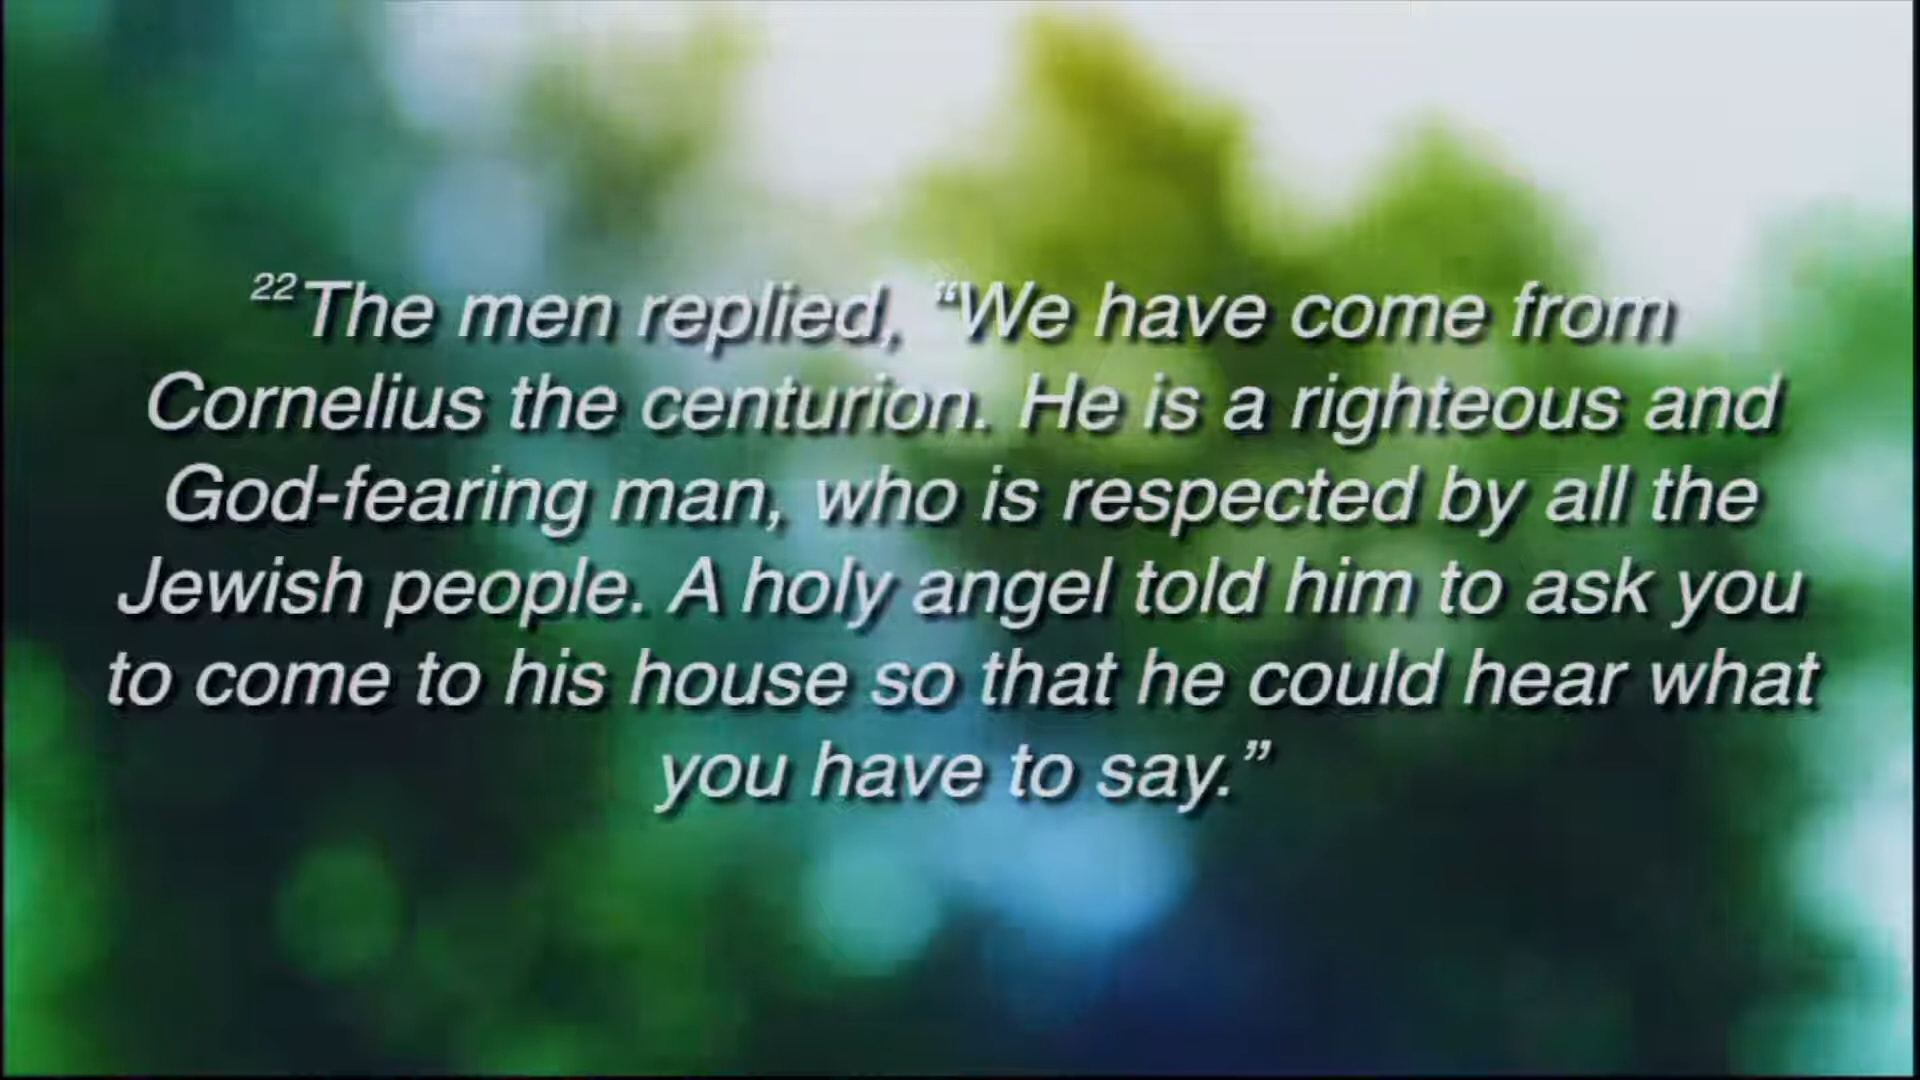 22 The men replied, “We have come from
Cornelius the centurion. He is a righteous and
God-fearing man, who is respected by all the
Jewish people. A holy angel told him to ask you
to come to his house so that he could hear what
you have to say.”